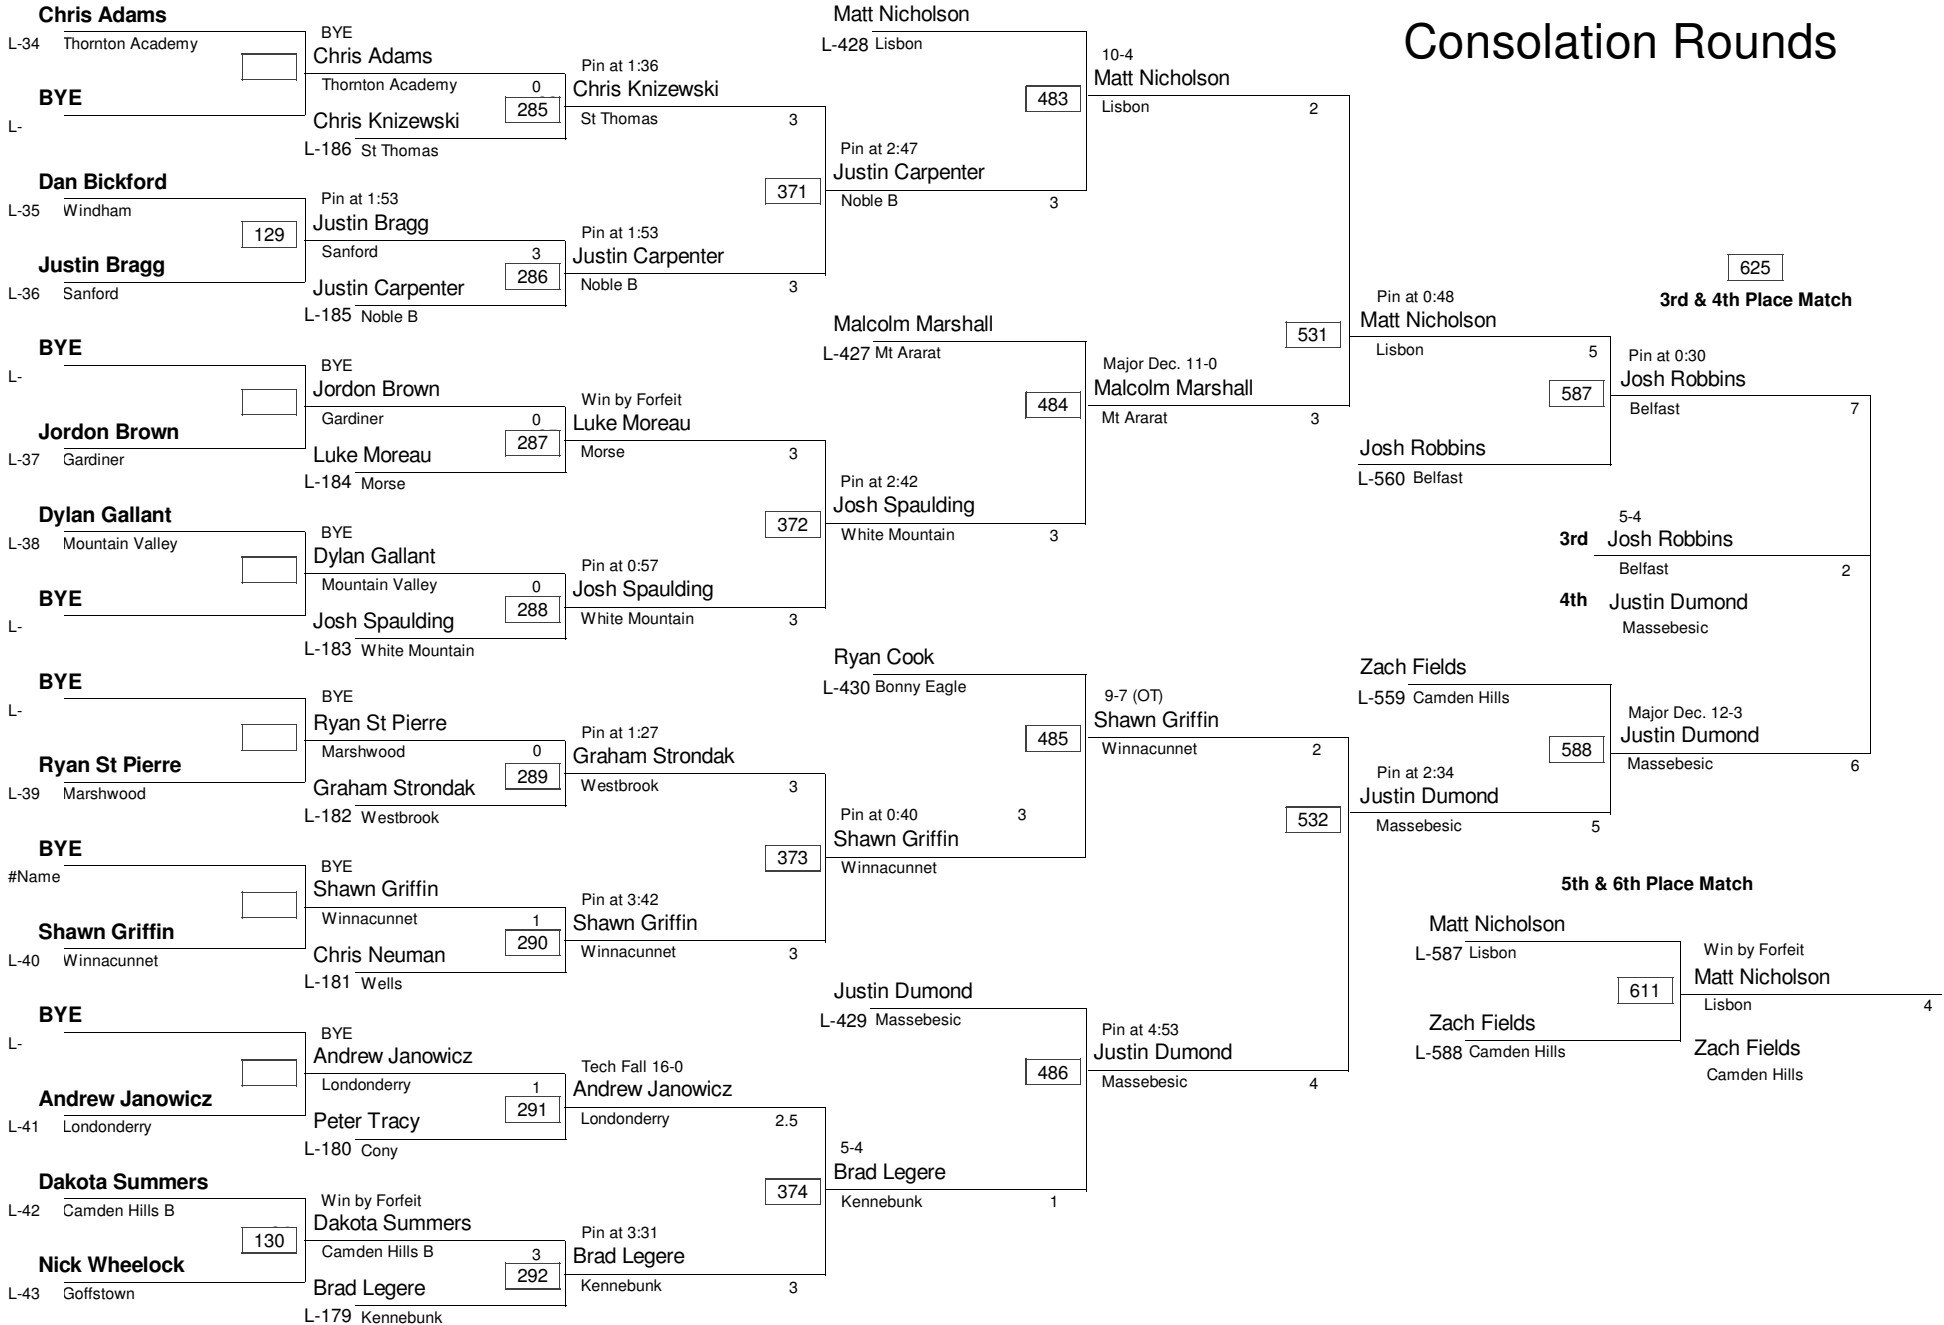 Consolation Rounds
Chris Adams
L-34 Thornton Academy
BYE
L-
Dan Bickford
L-35 Windham
129
Justin Bragg
L-36 Sanford
BYE
L-
Jordon Brown
L-37 Gardiner
Dylan Gallant
L-38 Mountain Valley
BYE
L-
BYE
L-
Ryan St Pierre
L-39 Marshwood
BYE
#Name
Shawn Griffin
L-40 Winnacunnet
BYE
L-
Andrew Janowicz
L-41 Londonderry
Dakota Summers
L-42 Camden Hills B
130
Nick Wheelock
L-43 Goffstown
BYE
Chris Adams
Thornton Academy 0
285
Chris Knizewski
L-186 St Thomas
Pin at 1:53
Justin Bragg
Sanford 3
286
Justin Carpenter
L-185 Noble B
BYE
Jordon Brown
Gardiner 0
287
Luke Moreau
L-184 Morse
BYE
Dylan Gallant
Mountain Valley 0
288
Josh Spaulding
L-183 White Mountain
BYE
Ryan St Pierre
Marshwood 0
289
Graham Strondak
L-182 Westbrook
BYE
Shawn Griffin
Winnacunnet 1
290
Chris Neuman
L-181 Wells
BYE
Andrew Janowicz
Londonderry 1
291
Peter Tracy
L-180 Cony
Win by Forfeit
Dakota Summers
Camden Hills B 3
292
Brad Legere
L-179 Kennebunk
Pin at 1:36
Chris Knizewski
St Thomas 3
371
Pin at 1:53
Justin Carpenter
Noble B 3
Win by Forfeit
Luke Moreau
Morse 3
372
Pin at 0:57
Josh Spaulding
White Mountain 3
Pin at 1:27
Graham Strondak
Westbrook 3
373
Pin at 3:42
Shawn Griffin
Winnacunnet 3
Tech Fall 16-0
Andrew Janowicz
Londonderry 2.5
374
Pin at 3:31
Brad Legere
Kennebunk 3
Matt Nicholson
L-428 Lisbon
483
Pin at 2:47
Justin Carpenter
Noble B 3
Malcolm Marshall
L-427 Mt Ararat
484
Pin at 2:42
Josh Spaulding
White Mountain 3
Ryan Cook
L-430 Bonny Eagle
485
Pin at 0:40 3
Shawn Griffin
Winnacunnet
Justin Dumond
L-429 Massebesic
486
5-4
Brad Legere
Kennebunk 1
10-4
Matt Nicholson
Lisbon 2
531
Major Dec. 11-0
Malcolm Marshall
Mt Ararat 3
9-7 (OT)
Shawn Griffin
Winnacunnet 2
532
Pin at 4:53
Justin Dumond
Massebesic 4
Pin at 0:48
Matt Nicholson
Lisbon 5
587
Josh Robbins
L-560 Belfast
Zach Fields
L-559 Camden Hills
588
Pin at 2:34
Justin Dumond
Massebesic 5
625
3rd & 4th Place Match
Pin at 0:30
Josh Robbins
Belfast 7
5-4
3rd Josh Robbins
Belfast 2
4th Justin Dumond
Massebesic
Major Dec. 12-3
Justin Dumond
Massebesic 6
5th & 6th Place Match
Matt Nicholson
L-587 Lisbon
611
Zach Fields
L-588 Camden Hills
Win by Forfeit
Matt Nicholson
Lisbon 4
Zach Fields
Camden Hills